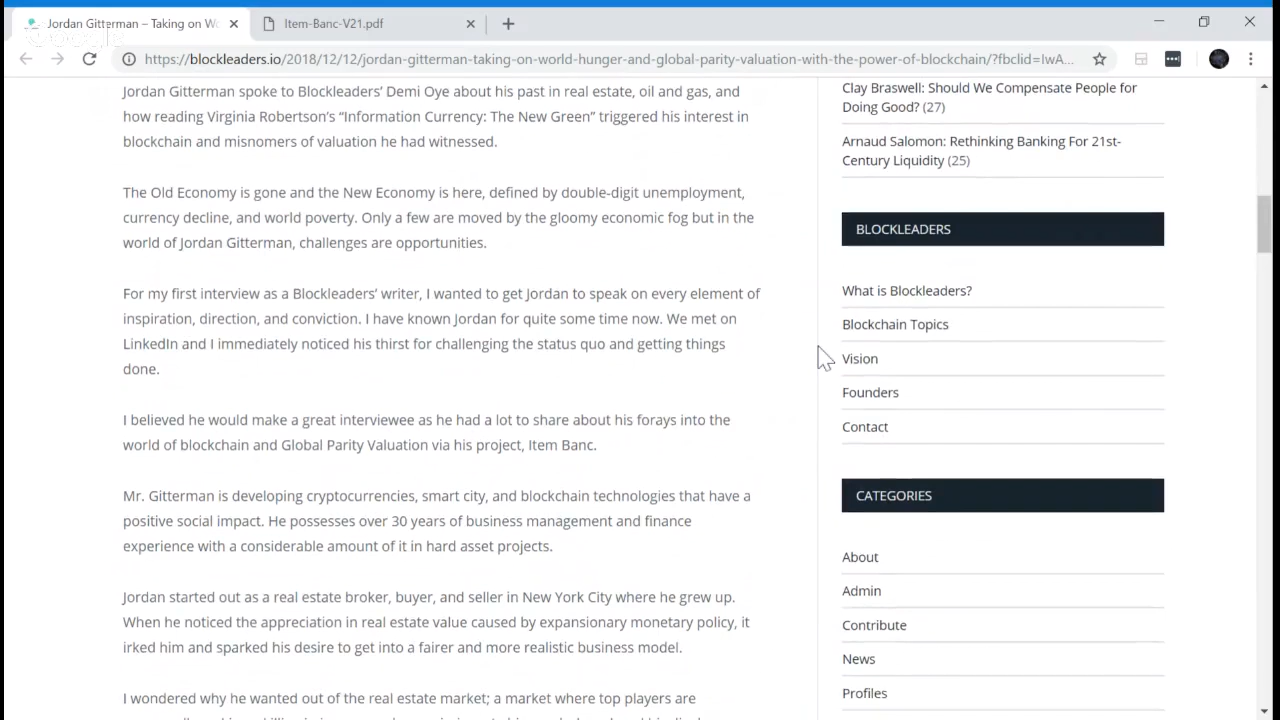 Jordan Gitterman – Taking on Wo
Item-Banc-V21.pdf
https://blockleaders.io/2018/12/12/jordan-gitterman-taking-on-world-hunger-and-global-parity-valuation-with-the-power-of-blockchain/?fbclid=IwA...
Jordan Gitterman spoke to Blockleaders’ Demi Oye about his past in real estate, oil and gas, and
how reading Virginia Robertson’s “Information Currency: The New Green” triggered his interest in
blockchain and misnomers of valuation he had witnessed.
The Old Economy is gone and the New Economy is here, defined by double-digit unemployment,
currency decline, and world poverty. Only a few are moved by the gloomy economic fog but in the
world of Jordan Gitterman, challenges are opportunities.
For my first interview as a Blockleaders’ writer, I wanted to get Jordan to speak on every element of
inspiration, direction, and conviction. I have known Jordan for quite some time now. We met on
LinkedIn and I immediately noticed his thirst for challenging the status quo and getting things
done.
I believed he would make a great interviewee as he had a lot to share about his forays into the
world of blockchain and Global Parity Valuation via his project, Item Banc.
Mr. Gitterman is developing cryptocurrencies, smart city, and blockchain technologies that have a
positive social impact. He possesses over 30 years of business management and finance
experience with a considerable amount of it in hard asset projects.
Jordan started out as a real estate broker, buyer, and seller in New York City where he grew up.
When he noticed the appreciation in real estate value caused by expansionary monetary policy, it
irked him and sparked his desire to get into a fairer and more realistic business model.
I wondered why he wanted out of the real estate market; a market where top players are
Clay Braswell: Should We Compensate People for
Doing Good? (27)
Arnaud Salomon: Rethinking Banking For 21st-
Century Liquidity (25)
BLOCKLEADERS
What is Blockleaders?
Blockchain Topics
Vision
Founders
Contact
CATEGORIES
About
Admin
Contribute
News
Profiles